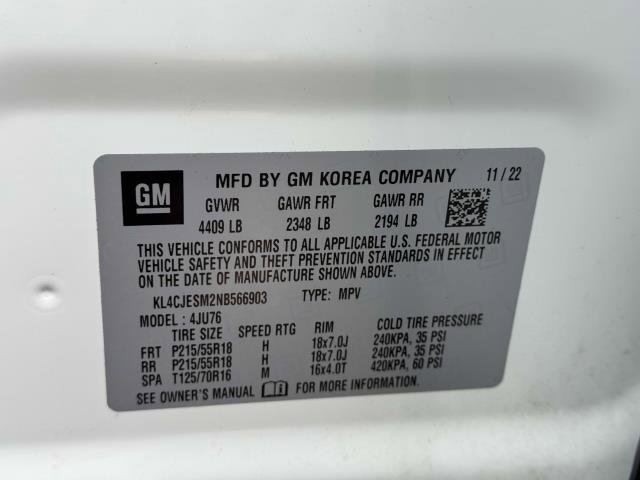 GM MFD BY GM KOREA COMPANY 11 / 22
GVWR GAWR FRT GAWR RR
4409 LB 2348 LB 2194 LB
THIS VEHICLE CONFORMS TO ALL APPLICABLE U.S. FEDERAL MOTOR
VEHICLE SAFETY AND THEFT PREVENTION STANDARDS IN EFFECT
ON THE DATE OF MANUFACTURE SHOWN ABOVE.
KL4CJESM2NB566903 TYPE: MPV
MODEL : 4JU76
TIRE SIZE SPEED RTG RIM COLD TIRE PRESSURE
FRT P215/55R18 H 18x7.0J 240KPA, 35 PSI
RR P215/55R18 H 18x7.0J 240KPA, 35 PSI
SPA T125/70R16 M 16x4.0T 420KPA, 60 PSI
SEE OWNER'S MANUAL FOR MORE INFORMATION.